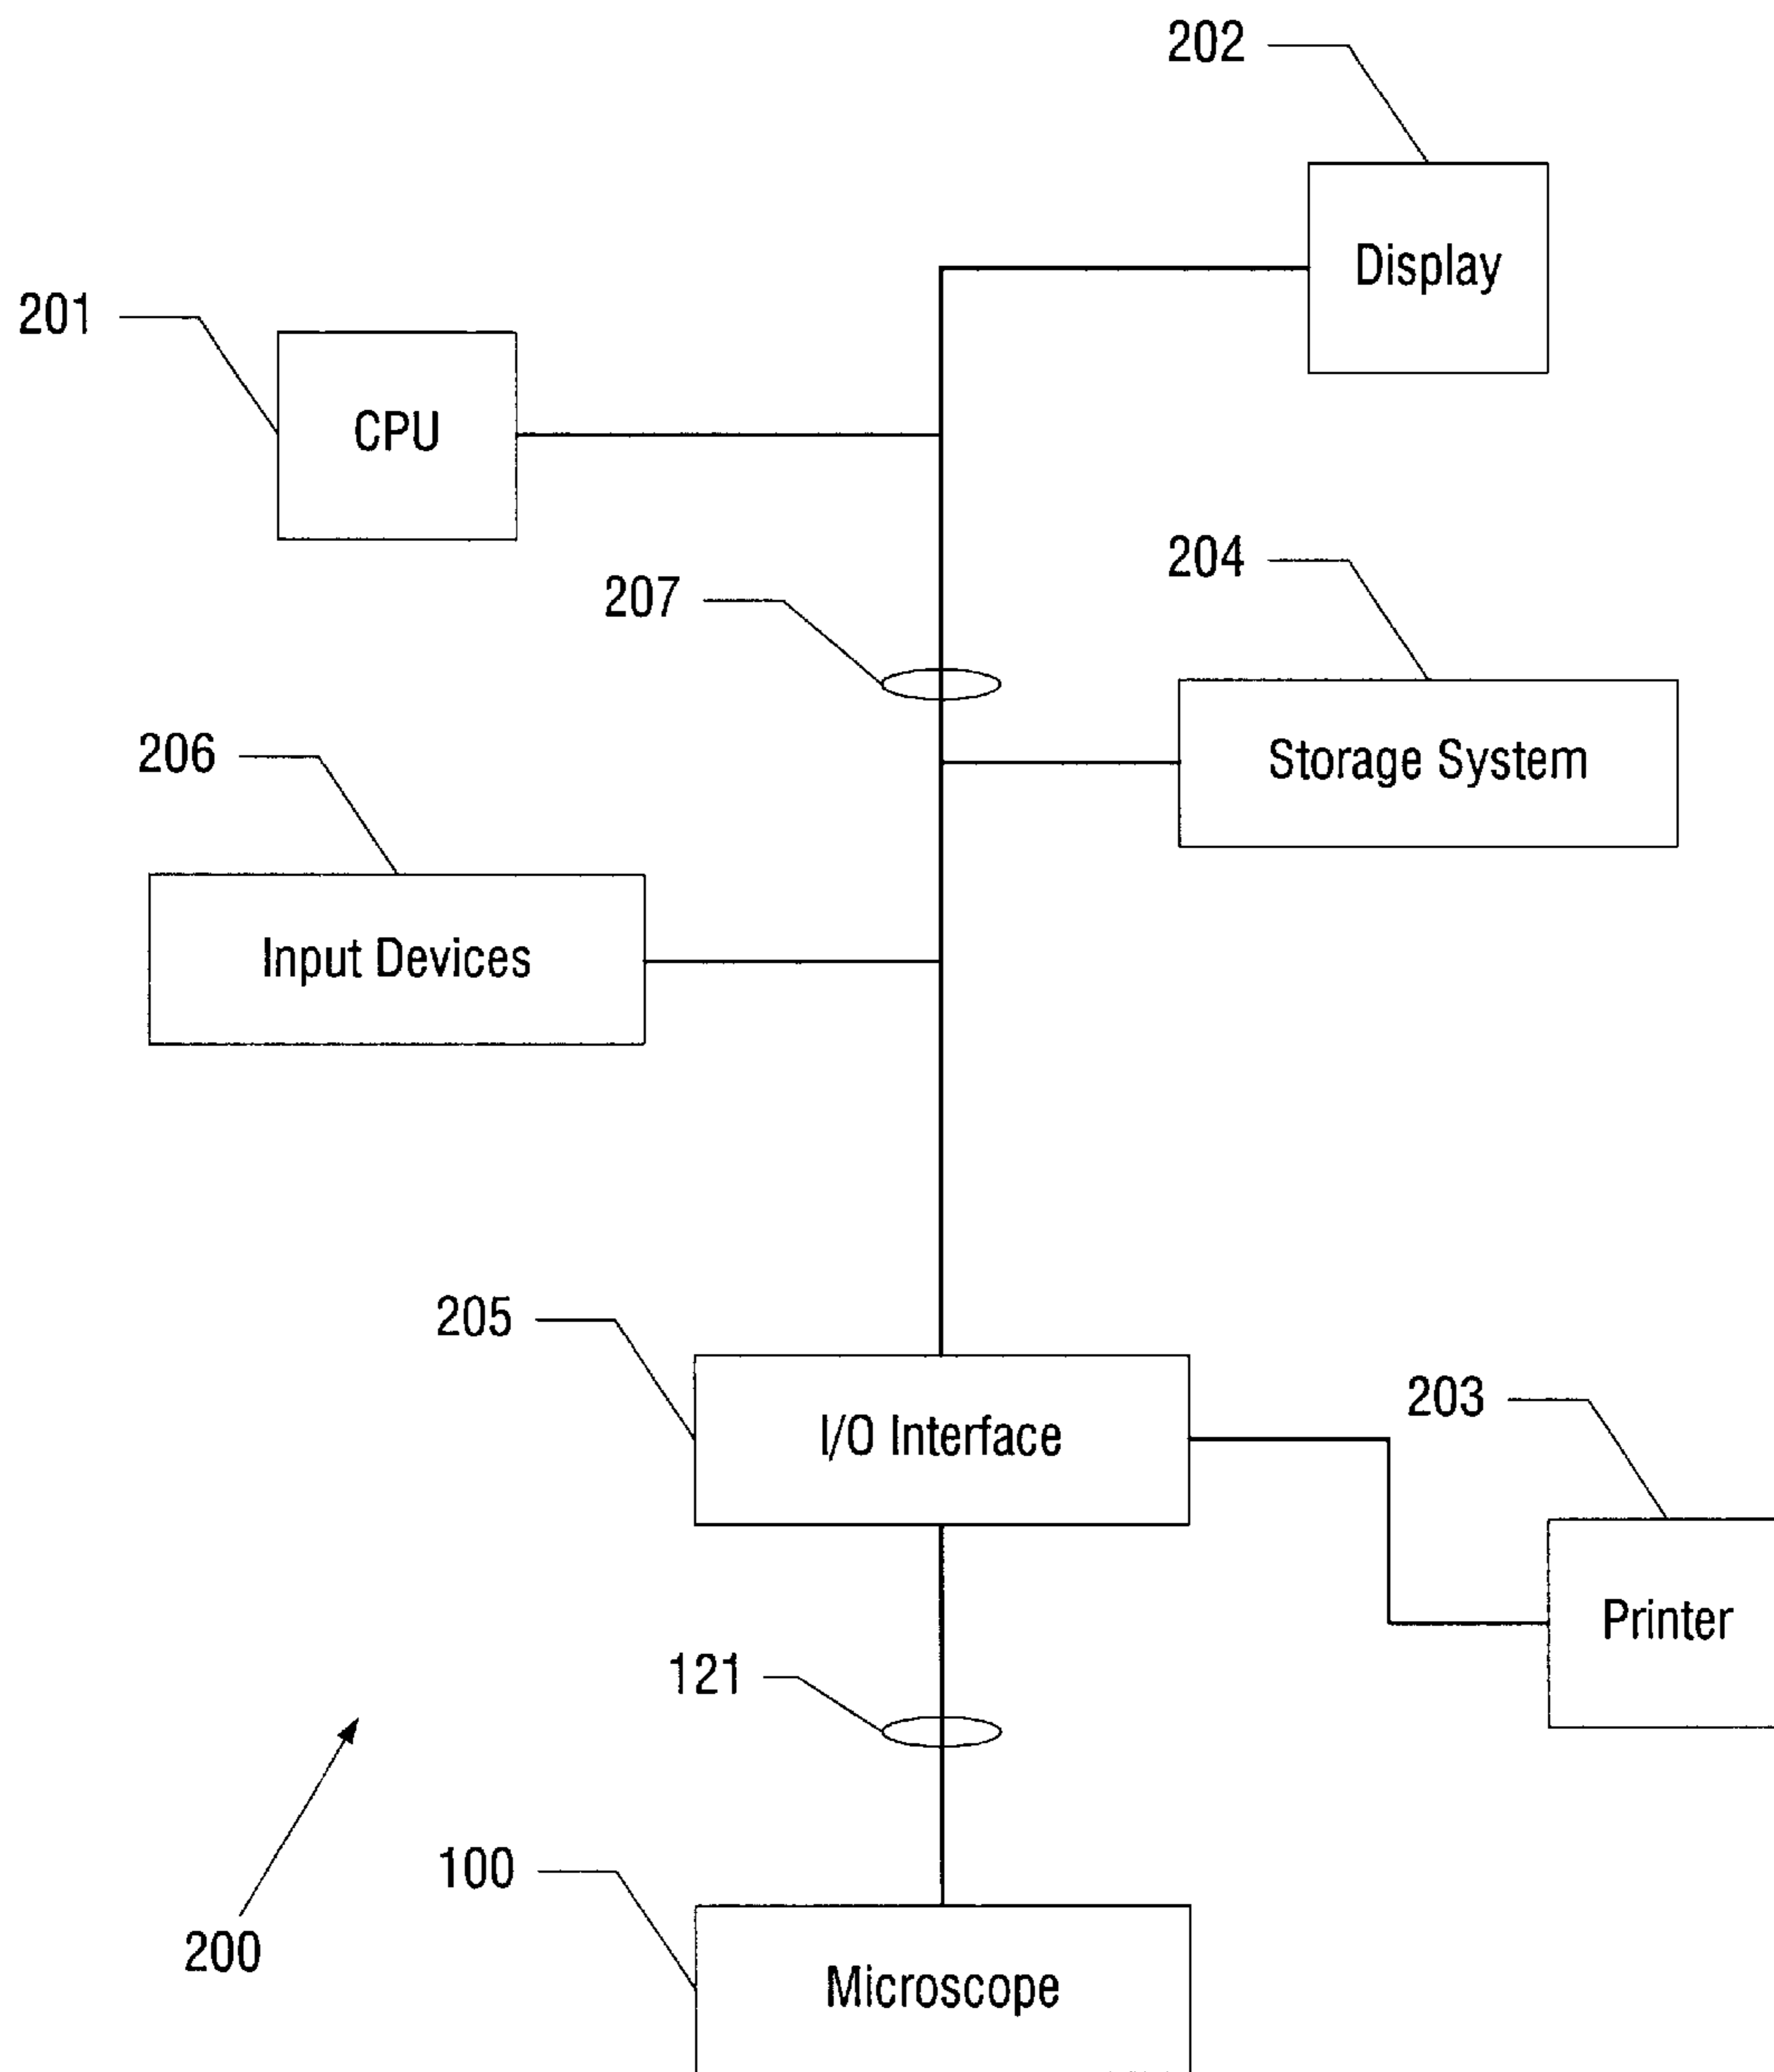 202
Display
201
CPU
204
207
Storage System
206
Input Devices
205
203
I/O Interface
Printer
121
100
200
Microscope